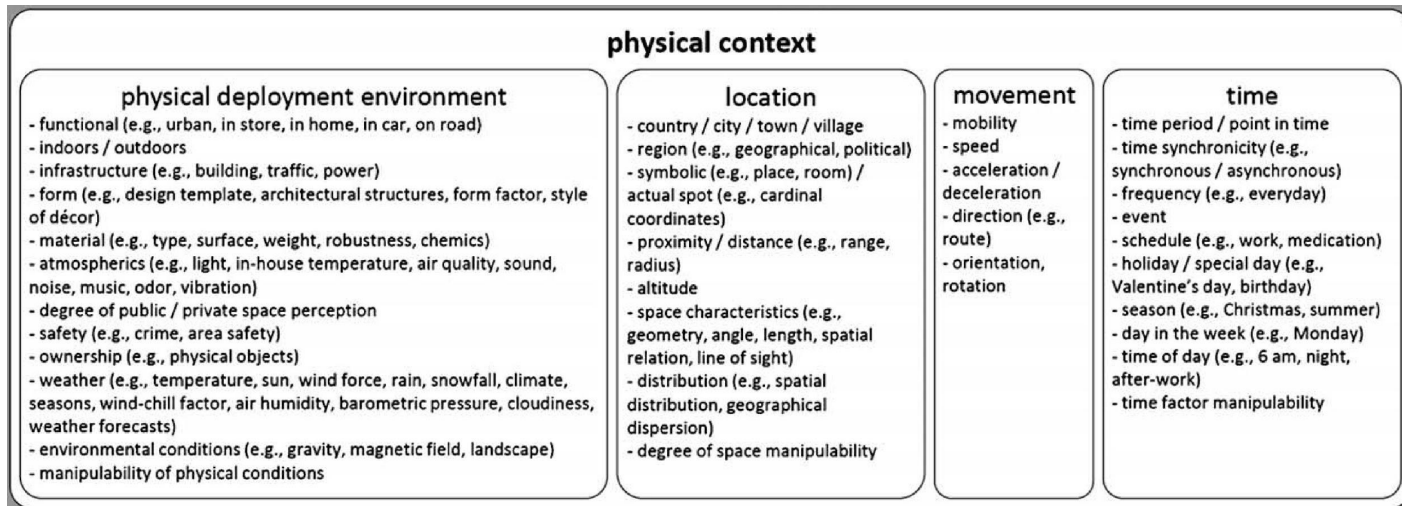 physical context
physical deployment environment
- functional (e.g., urban, in store, in home, in car, on road)
- indoors / outdoors
- infrastructure (e.g., building, traffic, power)
- form (e.g., design template, architectural structures, form factor, style
of décor)
- material (e.g., type, surface, weight, robustness, chemics)
- atmospherics (e.g., light, in-house temperature, air quality, sound,
noise, music, odor, vibration)
- degree of public / private space perception
- safety (e.g., crime, area safety)
- ownership (e.g., physical objects)
- weather (e.g., temperature, sun, wind force, rain, snowfall, climate,
seasons, wind-chill factor, air humidity, barometric pressure, cloudiness,
weather forecasts)
- environmental conditions (e.g., gravity, magnetic field, landscape)
- manipulability of physical conditions
location
- country / city / town / village
- region (e.g., geographical, political)
- symbolic (e.g., place, room) /
actual spot (e.g., cardinal
coordinates)
- proximity / distance (e.g., range,
radius)
- altitude
- space characteristics (e.g.,
geometry, angle, length, spatial
relation, line of sight)
- distribution (e.g., spatial
distribution, geographical
dispersion)
- degree of space manipulability
movement
- mobility
- speed
- acceleration /
deceleration
- direction (e.g.,
route)
- orientation,
rotation
time
- time period / point in time
- time synchronicity (e.g.,
synchronous / asynchronous)
- frequency (e.g., everyday)
- event
- schedule (e.g., work, medication)
- holiday / special day (e.g.,
Valentine's day, birthday)
- season (e.g., Christmas, summer)
- day in the week (e.g., Monday)
- time of day (e.g., 6 am, night,
after-work)
- time factor manipulability